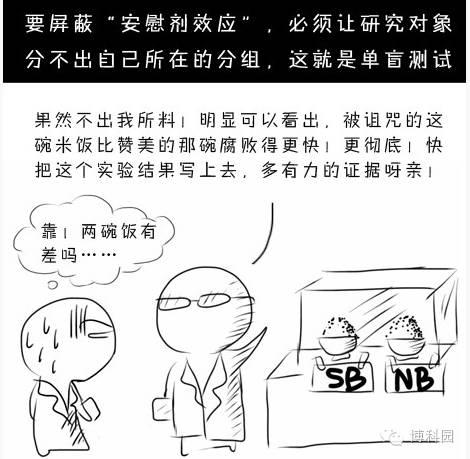 要屏蔽“安慰剂效应”，必须让研究对象
分不出自己所在的分组，这就是单盲测试
果然不出我所料！明显可以看出，被诅咒的这
碗米饭比赞美的那碗腐败得更快！更彻底！快
把这个实验结果写上去，多有力的证据呀亲！
靠！两碗饭有
差吗……
SB
NB
博科园